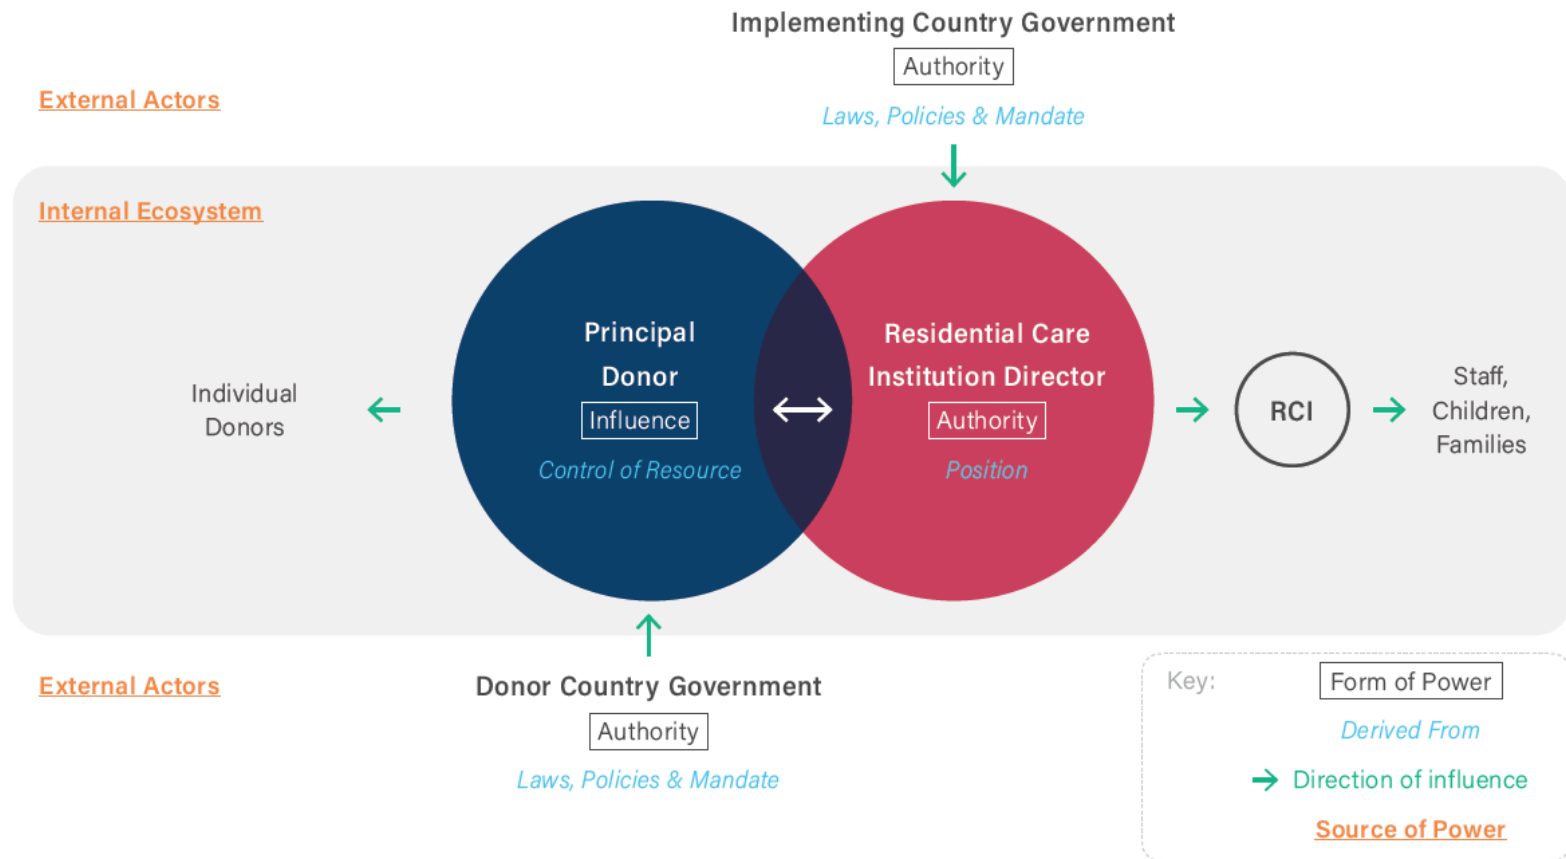 Implementing Country Government
Authority
Laws, Policies & Mandate
External Actors
Internal Ecosystem
Individual
Donors
Principal
Donor
Influence
Control of Resource
Residential Care
Institution Director
Authority
Position
RCI
Staff,
Children,
Families
External Actors
Donor Country Government
Authority
Laws, Policies & Mandate
Key:
Form of Power
Derived From
Direction of influence
Source of Power